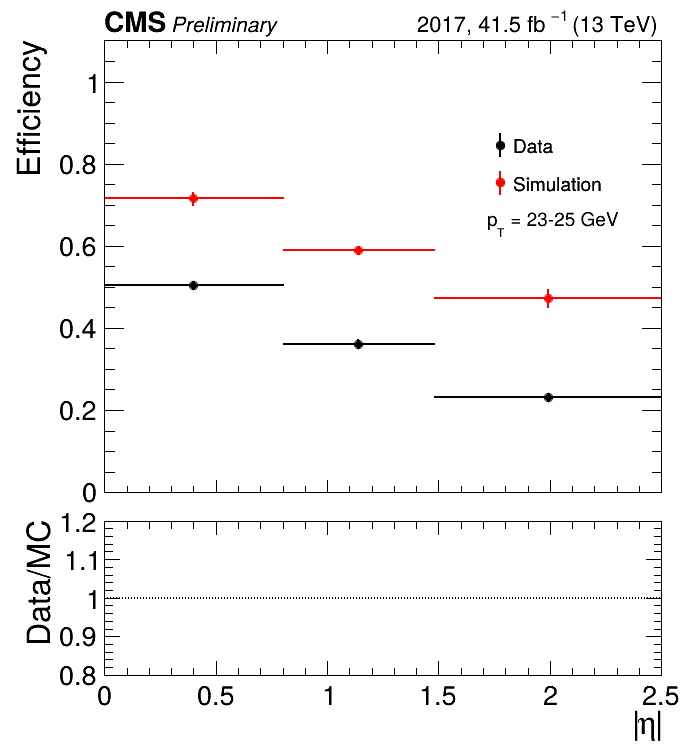 CMS Preliminary 2017, 41.5 fb⁻¹ (13 TeV)
Efficiency
1
0.8
0.6
0.4
0.2
0
Data
Simulation
p_T = 23-25 GeV
Data/MC
1.2
1.1
1
0.9
0.8
0 0.5 1 1.5 2 2.5
|η|